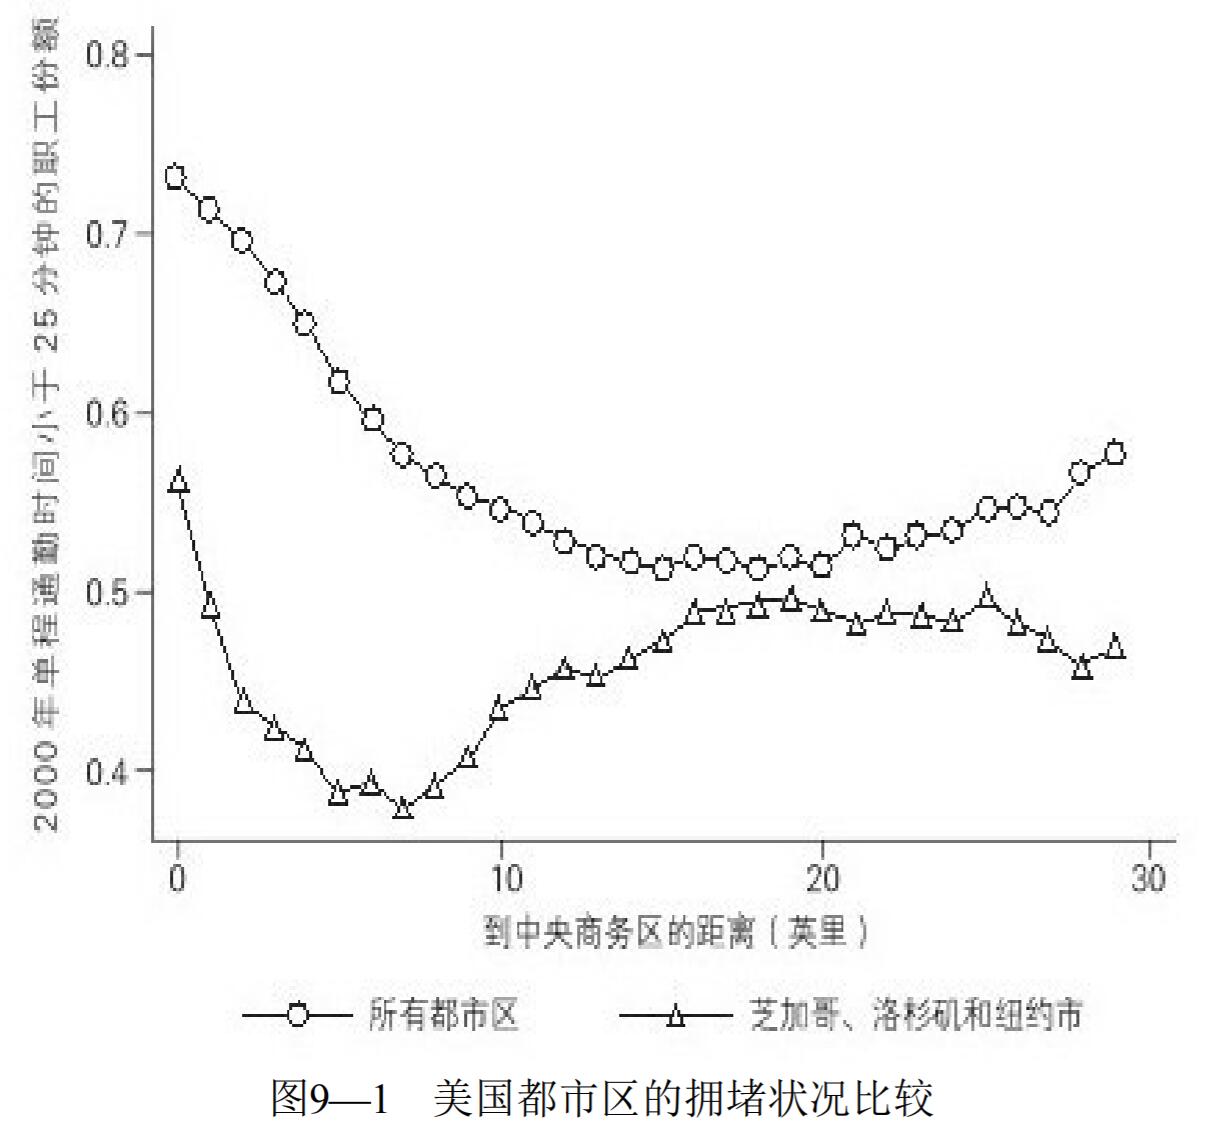 2000 年单程通勤时间小于 25 分钟的职工份额
0.8
0.7
0.6
0.5
0.4
0 10 20 30
到中央商务区的距离（英里）
所有都市区 芝加哥、洛杉矶和纽约市
图9—1 美国都市区的拥堵状况比较